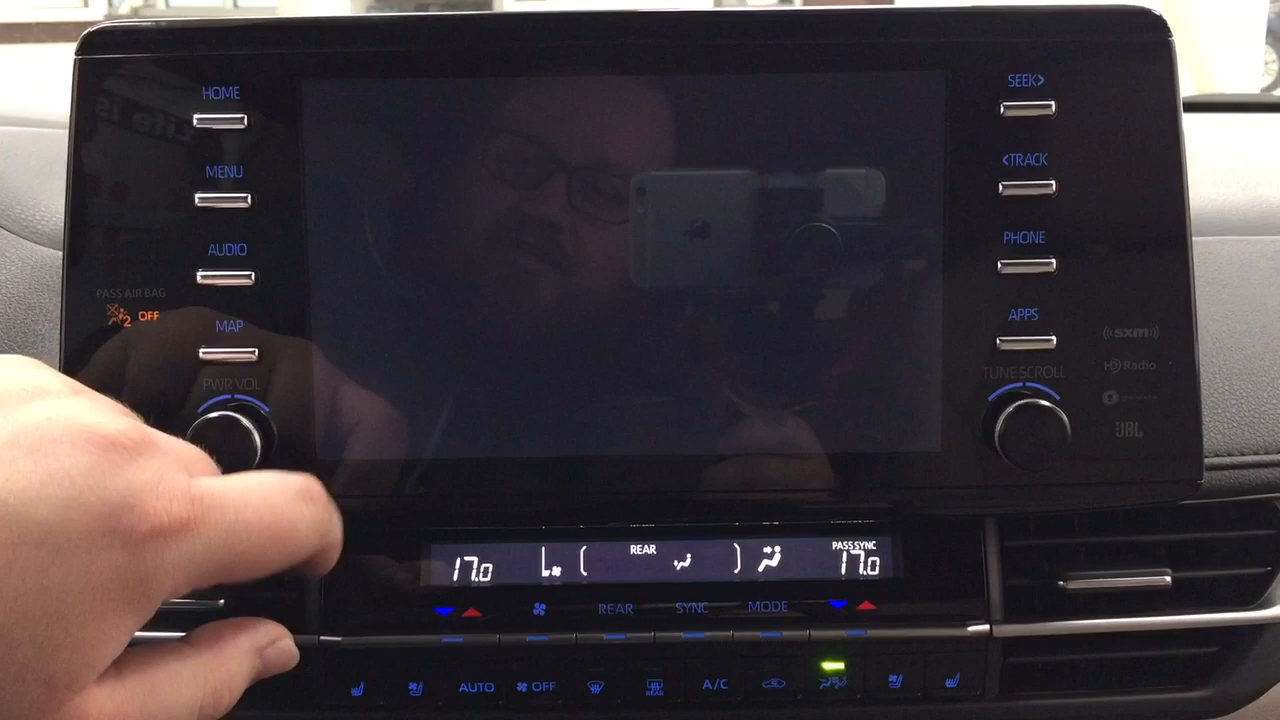 HOME
MENU
AUDIO
MAP
PASS AIR BAG
2 OFF
PWR VOL
SEEK>
<TRACK
PHONE
APPS
TUNE SCROLL
sxm
HD Radio
JBL
17.0
REAR
PASS SYNC
17.0
REAR SYNC MODE
AUTO OFF REAR A/C